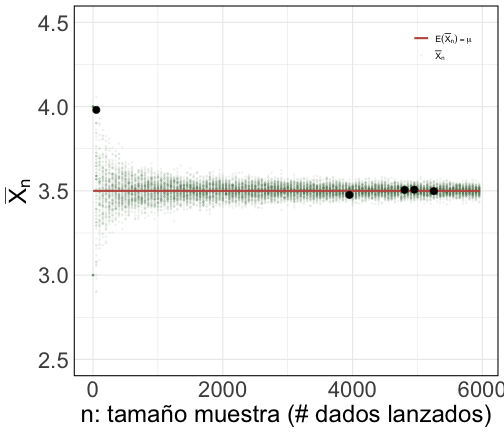 4.5
4.0
3.5
3.0
2.5
X̅n
E(X̅n) = μ
X̅n
0 2000 4000 6000
n: tamaño muestra (# dados lanzados)